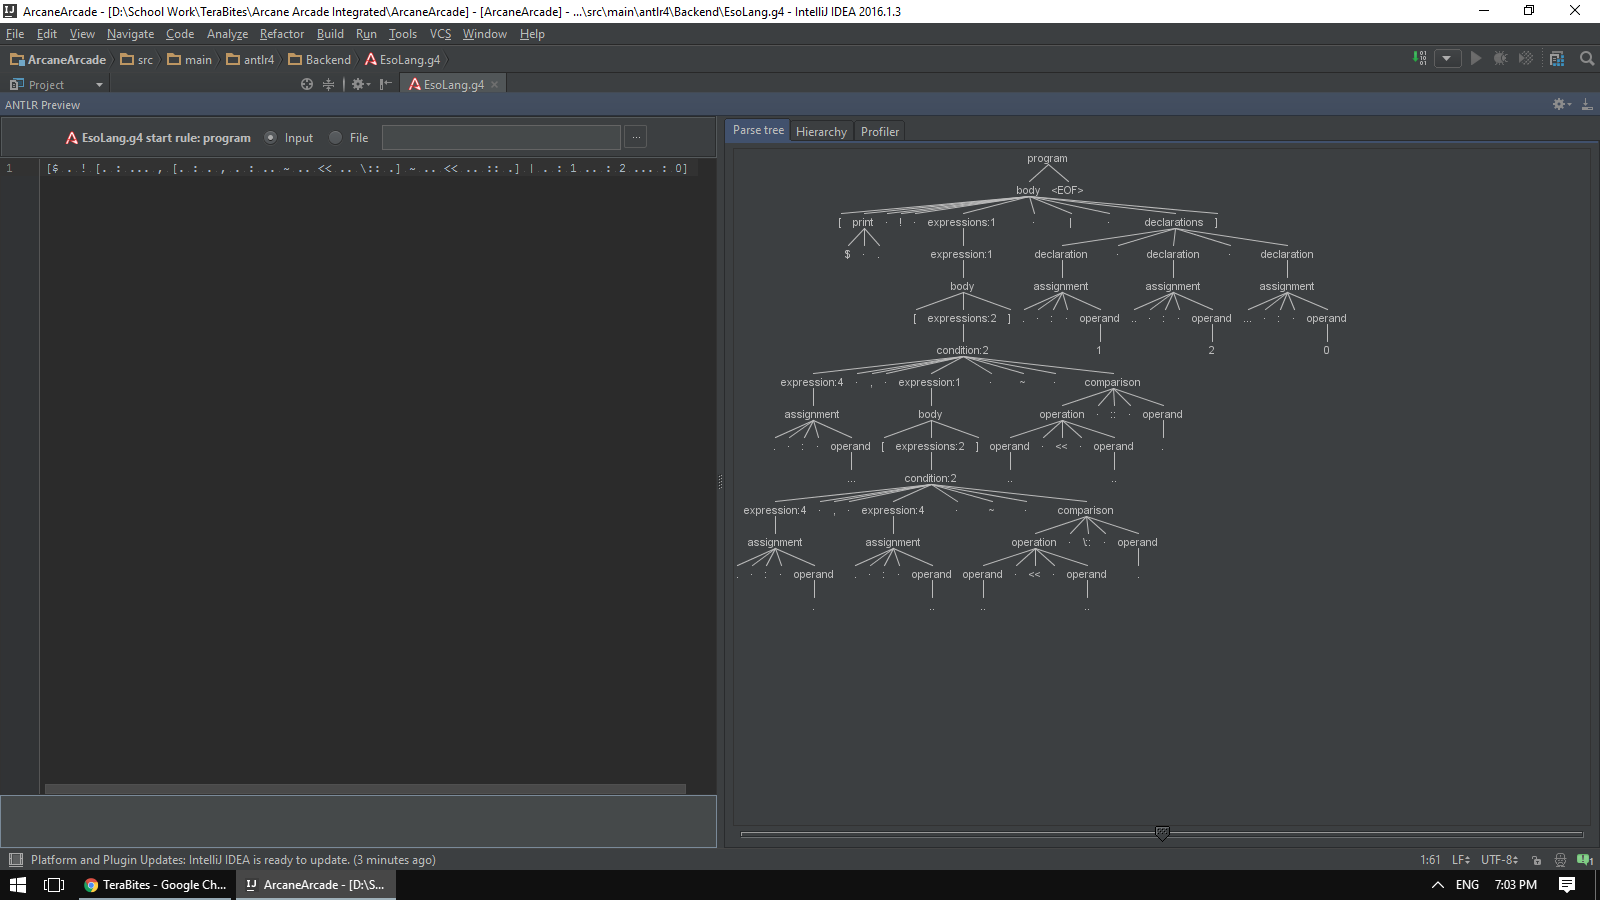 ArcaneArcade - [D:\School Work\TeraBites\Arcane Arcade Integrated\ArcaneArcade] - [ArcaneArcade] - ...\src\main\antlr4\Backend\EsoLang.g4 - IntelliJ IDEA 2016.1.3
File Edit View Navigate Code Analyze Refactor Build Run Tools VCS Window Help
ArcaneArcade src main antlr4 Backend EsoLang.g4
Project EsoLang.g4
ANTLR Preview
EsoLang.g4 start rule: program Input File ...
1 [$ . ! [. : ... , [. : . , . : .. ~ .. << .. \:: .] ~ .. << .. :: .] | . : 1 .. : 2 ... : 0]
Parse tree Hierarchy Profiler
program
body <EOF>
[ print · ! · expressions:1 · | · declarations ]
$ · . expression:1 declaration · declaration · declaration
body assignment assignment assignment
[ expressions:2 ] . · : · operand .. · : · operand ... · : · operand
condition:2 1 2 0
expression:4 · , · expression:1 · ~ · comparison
assignment body operation · :: · operand
. · : · operand [ expressions:2 ] operand · << · operand .
... condition:2 .. ..
expression:4 · , · expression:4 · ~ · comparison
assignment assignment operation · \:: · operand
. · : · operand . · : · operand operand · << · operand .
. .. .. ..
Platform and Plugin Updates: IntelliJ IDEA is ready to update. (3 minutes ago) 1:61 LF UTF-8 1
TeraBites - Google Ch... ArcaneArcade - [D:\S... ENG 7:03 PM